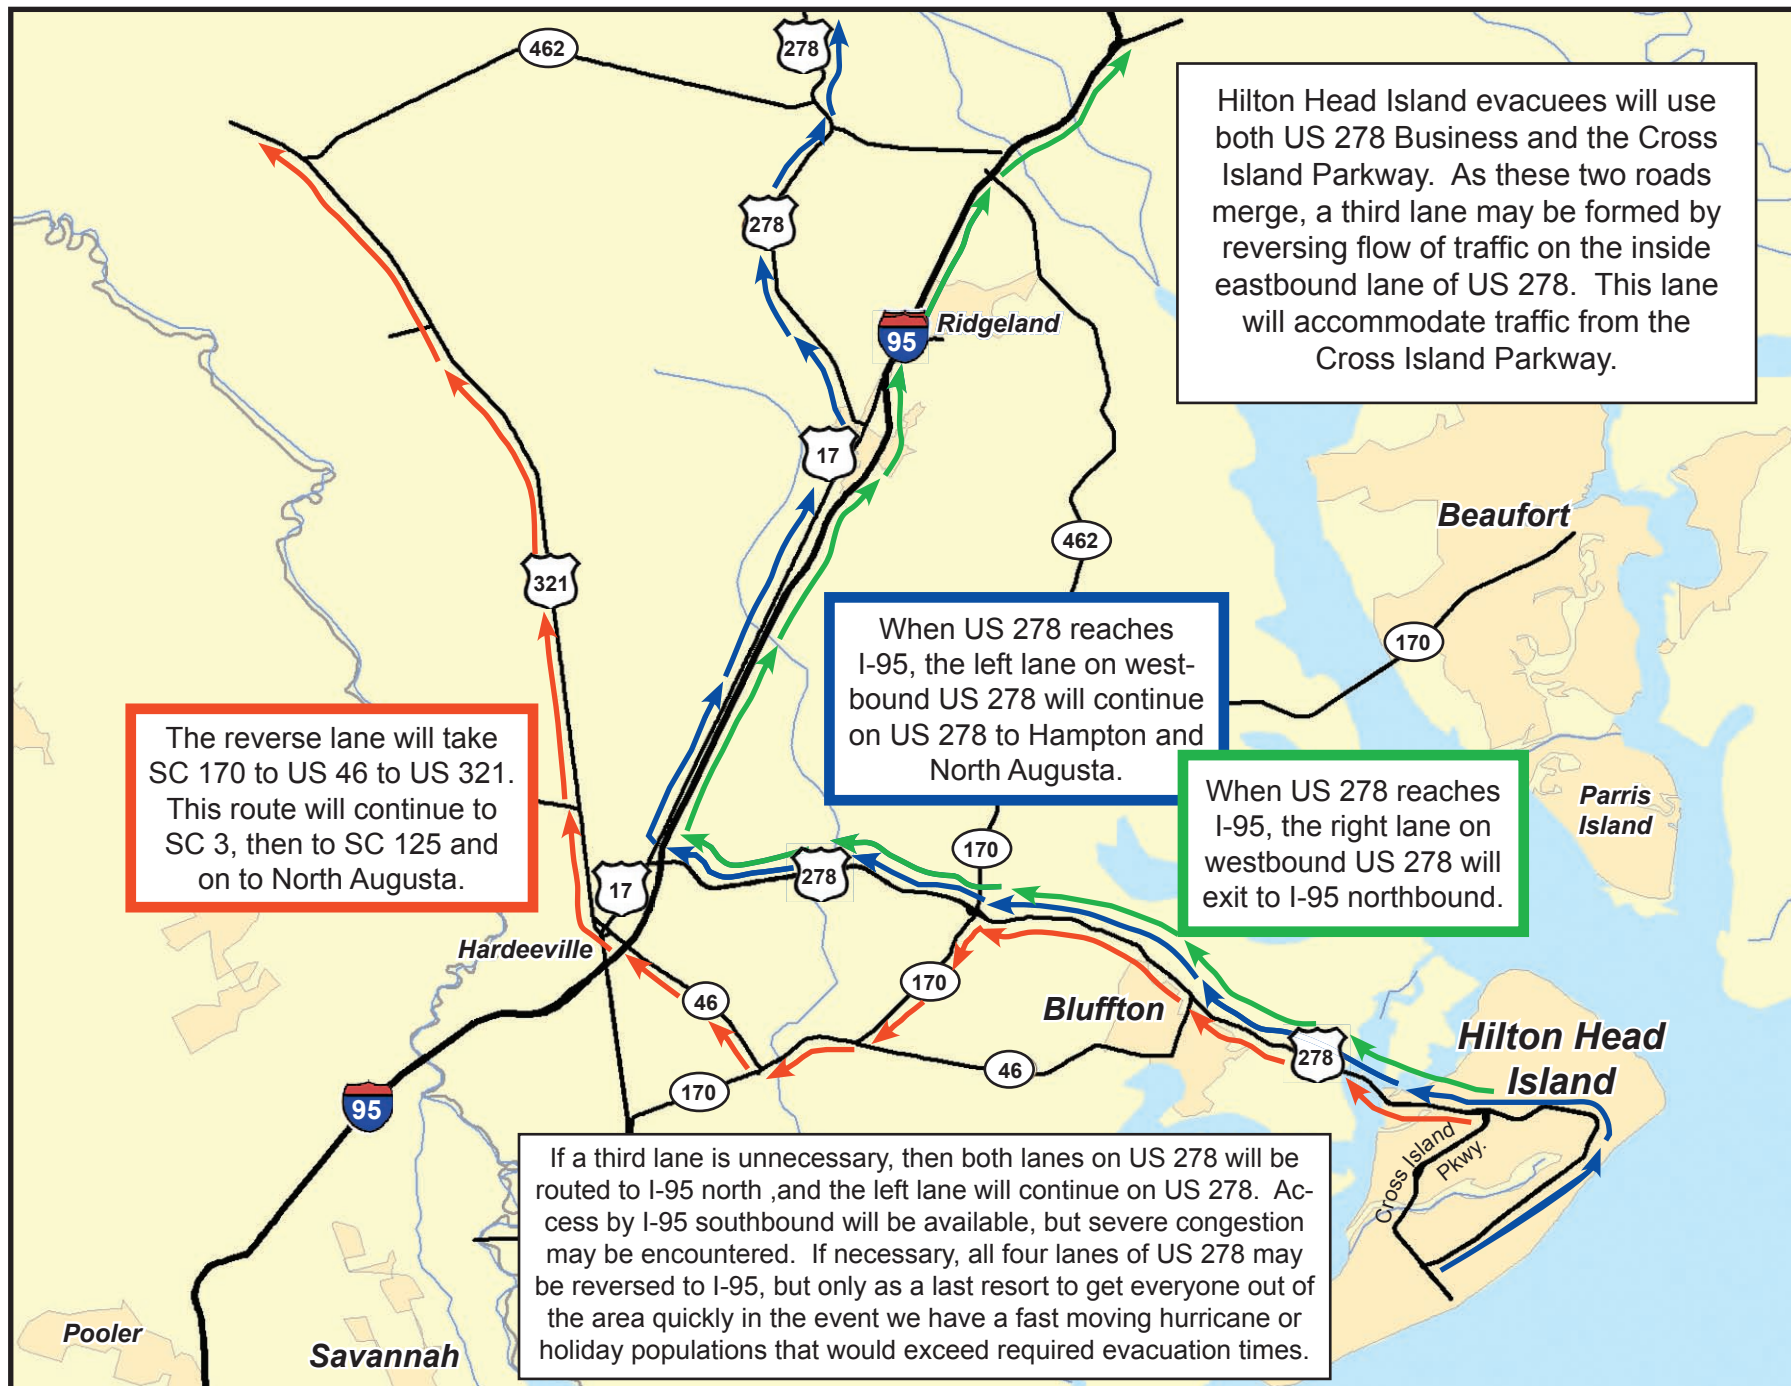 462
278
Hilton Head Island evacuees will use
both US 278 Business and the Cross
Island Parkway.  As these two roads
merge, a third lane may be formed by
reversing flow of traffic on the inside
eastbound lane of US 278.  This lane
will accommodate traffic from the
Cross Island Parkway.
278
95
Ridgeland
17
462
Beaufort
321
170
When US 278 reaches
I-95, the left lane on west-
bound US 278 will continue
on US 278 to Hampton and
North Augusta.
The reverse lane will take
SC 170 to US 46 to US 321.
This route will continue to
SC 3, then to SC 125 and
on to North Augusta.
When US 278 reaches
I-95, the right lane on
westbound US 278 will
exit to I-95 northbound.
Parris
Island
170
278
17
Hardeeville
170
46
Bluffton
Hilton Head
Island
278
46
170
95
Cross Island
Pkwy.
If a third lane is unnecessary, then both lanes on US 278 will be
routed to I-95 north ,and the left lane will continue on US 278.  Ac-
cess by I-95 southbound will be available, but severe congestion
may be encountered.  If necessary, all four lanes of US 278 may
be reversed to I-95, but only as a last resort to get everyone out of
the area quickly in the event we have a fast moving hurricane or
holiday populations that would exceed required evacuation times.
Pooler
Savannah